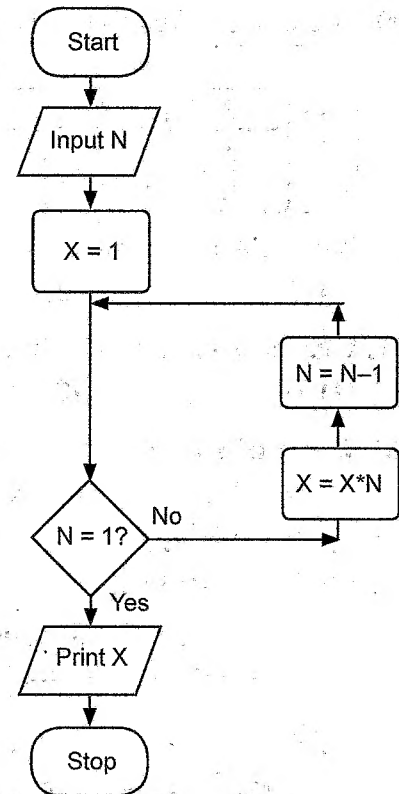 Start
Input N
X = 1
N = N–1
X = X*N
No
N = 1?
Yes
Print X
Stop